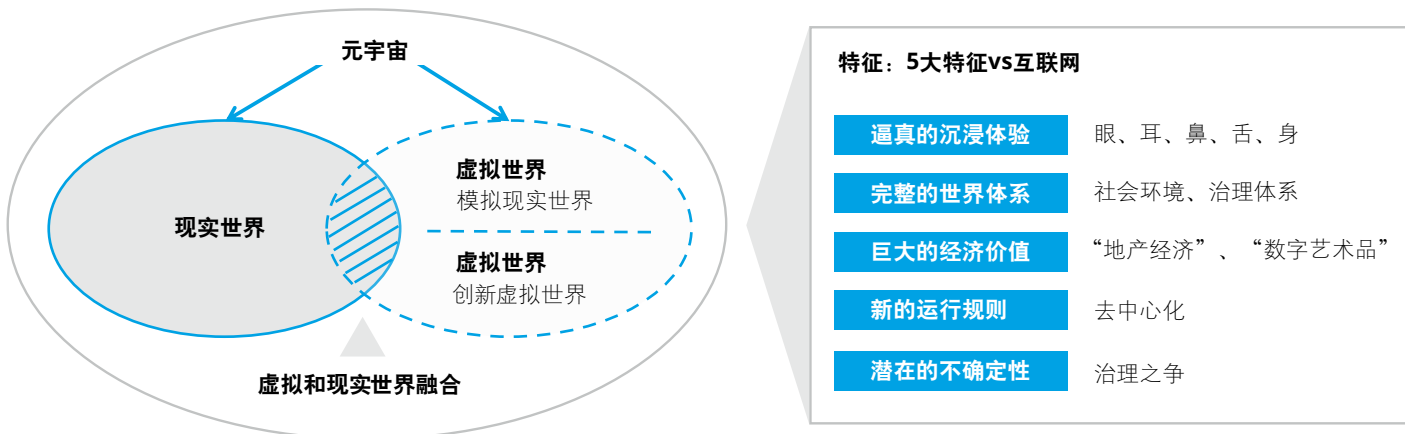 元宇宙
现实世界
虚拟世界
模拟现实世界
虚拟世界
创新虚拟世界
虚拟和现实世界融合
特征：5大特征vs互联网
逼真的沉浸体验 眼、耳、鼻、舌、身
完整的世界体系 社会环境、治理体系
巨大的经济价值 “地产经济”、“数字艺术品”
新的运行规则 去中心化
潜在的不确定性 治理之争